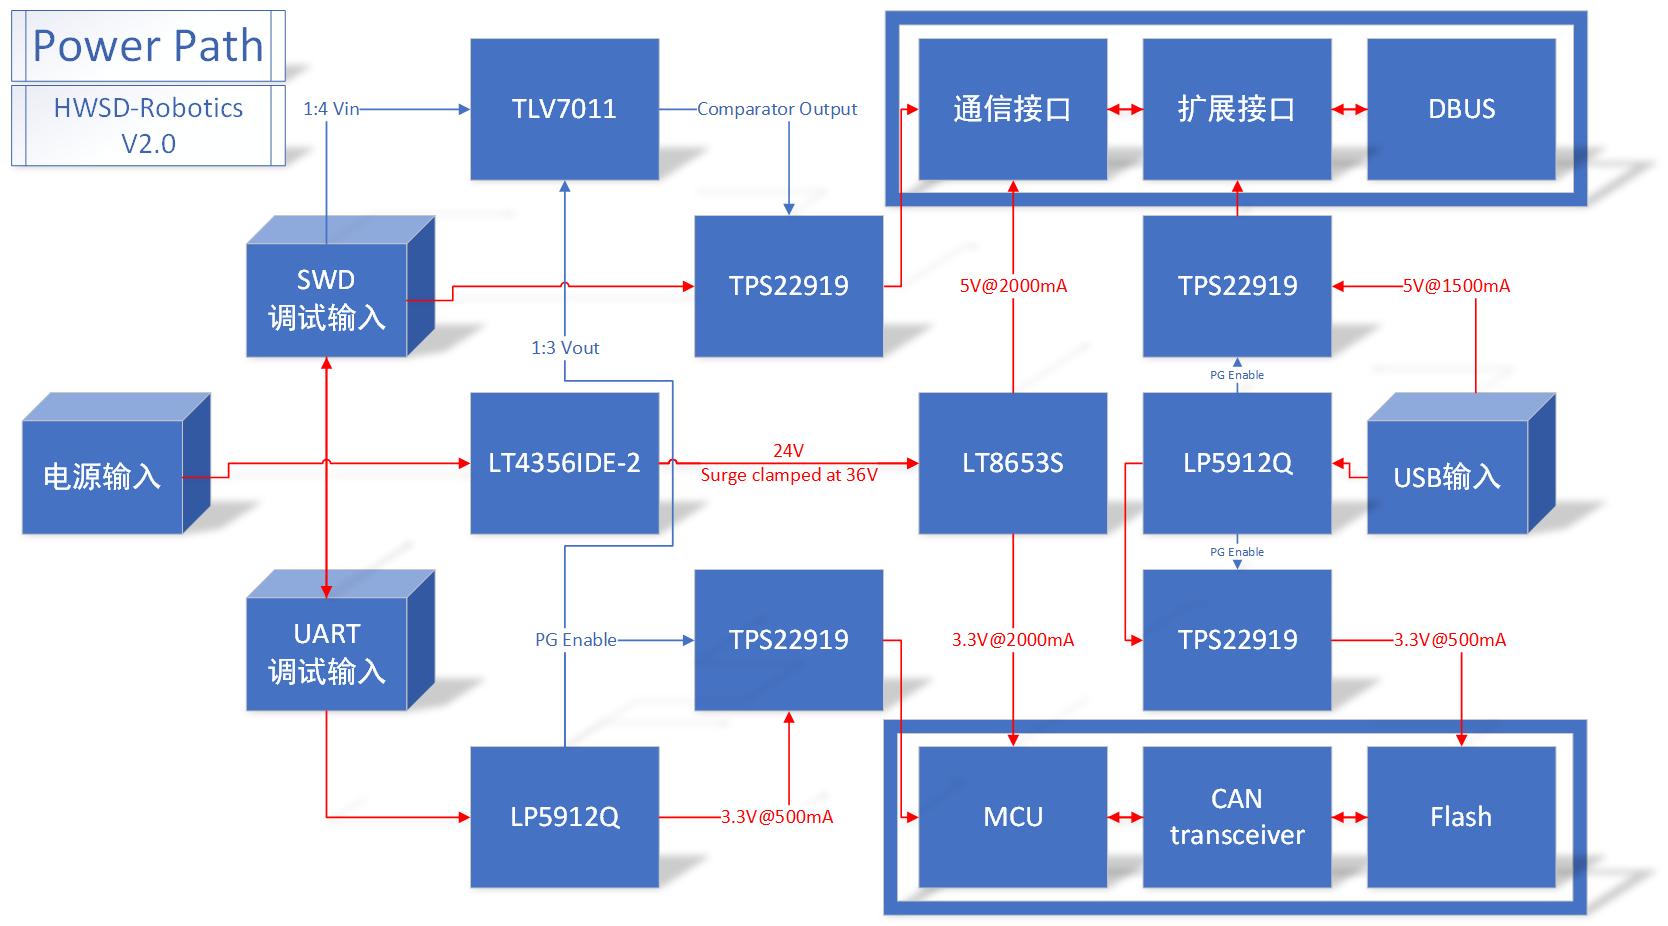 Power Path
HWSD-Robotics
V2.0
1:4 Vin
TLV7011
Comparator Output
通信接口
扩展接口
DBUS
SWD
调试输入
TPS22919
5V@2000mA
TPS22919
5V@1500mA
1:3 Vout
PG Enable
电源输入
LT4356IDE-2
24V
Surge clamped at 36V
LT8653S
LP5912Q
USB输入
PG Enable
UART
调试输入
PG Enable
TPS22919
3.3V@2000mA
TPS22919
3.3V@500mA
LP5912Q
3.3V@500mA
MCU
CAN
transceiver
Flash